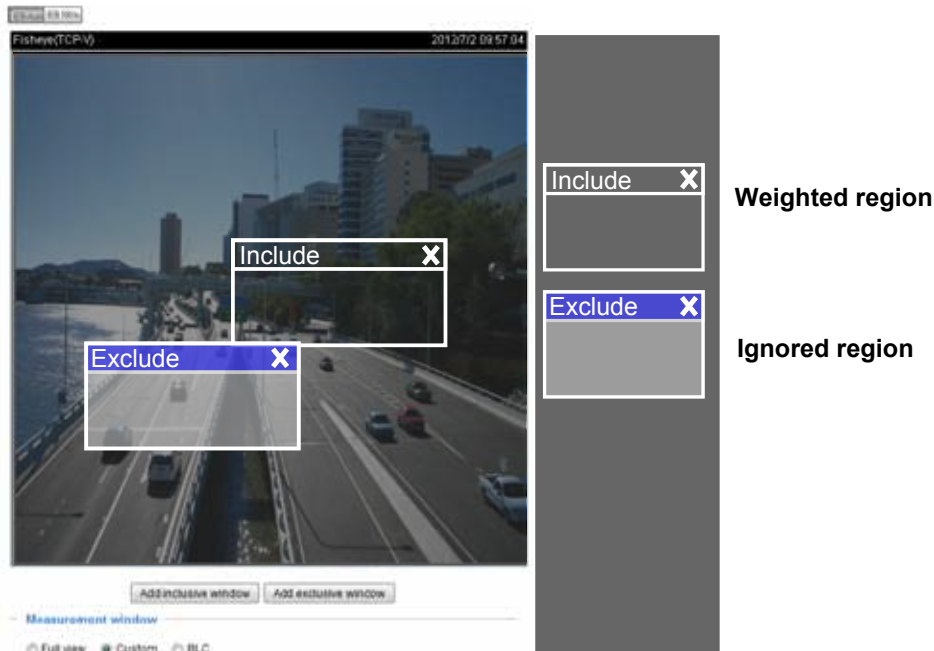 Fisheye(TCP-V)
2012/7/2 09:57:04
Include
Exclude
Include
Weighted region
Exclude
Ignored region
Add inclusive window
Add exclusive window
Measurement window
Full view
Custom
BLC